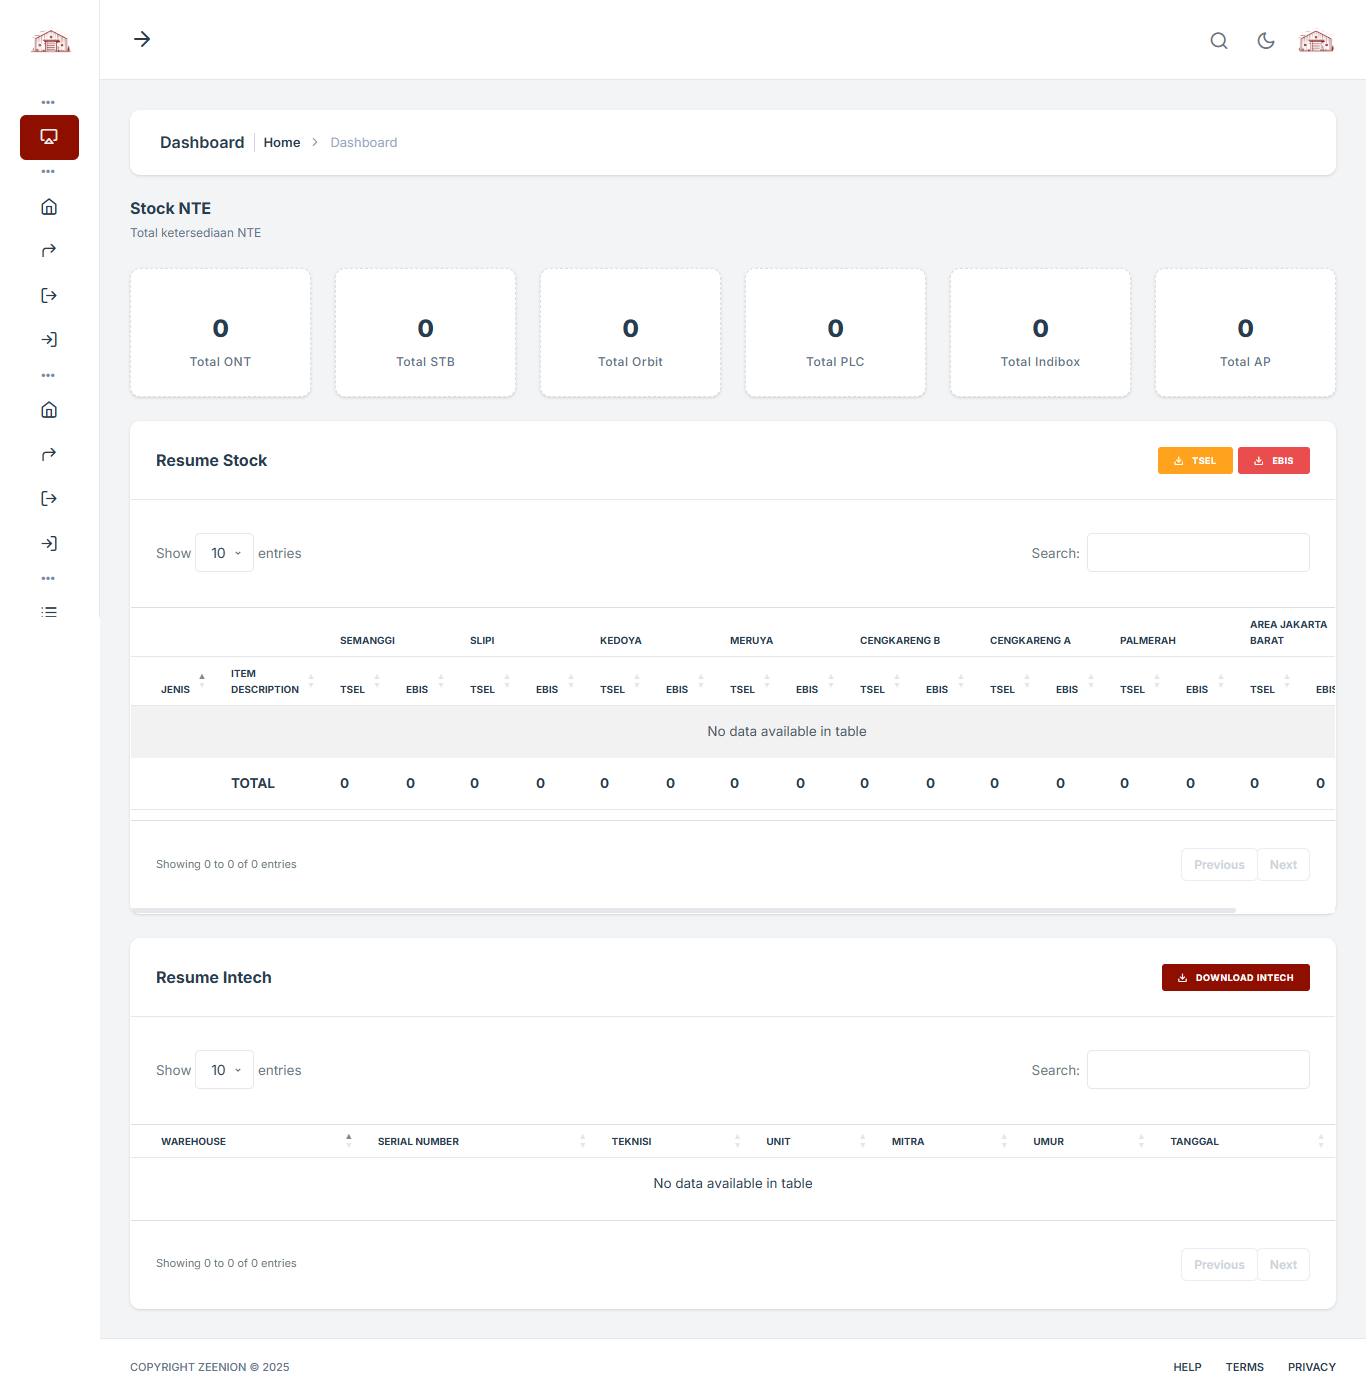 Dashboard Home Dashboard
Stock NTE
Total ketersediaan NTE
0 0 0 0 0 0
Total ONT Total STB Total Orbit Total PLC Total Indibox Total AP
Resume Stock TSEL EBIS
Show 10 entries Search:
AREA JAKARTA
SEMANGGI SLIPI KEDOYA MERUYA CENGKARENG B CENGKARENG A PALMERAH BARAT
ITEM
JENIS DESCRIPTION TSEL EBIS TSEL EBIS TSEL EBIS TSEL EBIS TSEL EBIS TSEL EBIS TSEL EBIS TSEL EBIS
No data available in table
TOTAL 0 0 0 0 0 0 0 0 0 0 0 0 0 0 0 0
Showing 0 to 0 of 0 entries Previous Next
Resume Intech DOWNLOAD INTECH
Show 10 entries Search:
WAREHOUSE SERIAL NUMBER TEKNISI UNIT MITRA UMUR TANGGAL
No data available in table
Showing 0 to 0 of 0 entries Previous Next
COPYRIGHT ZEENION © 2025 HELP TERMS PRIVACY